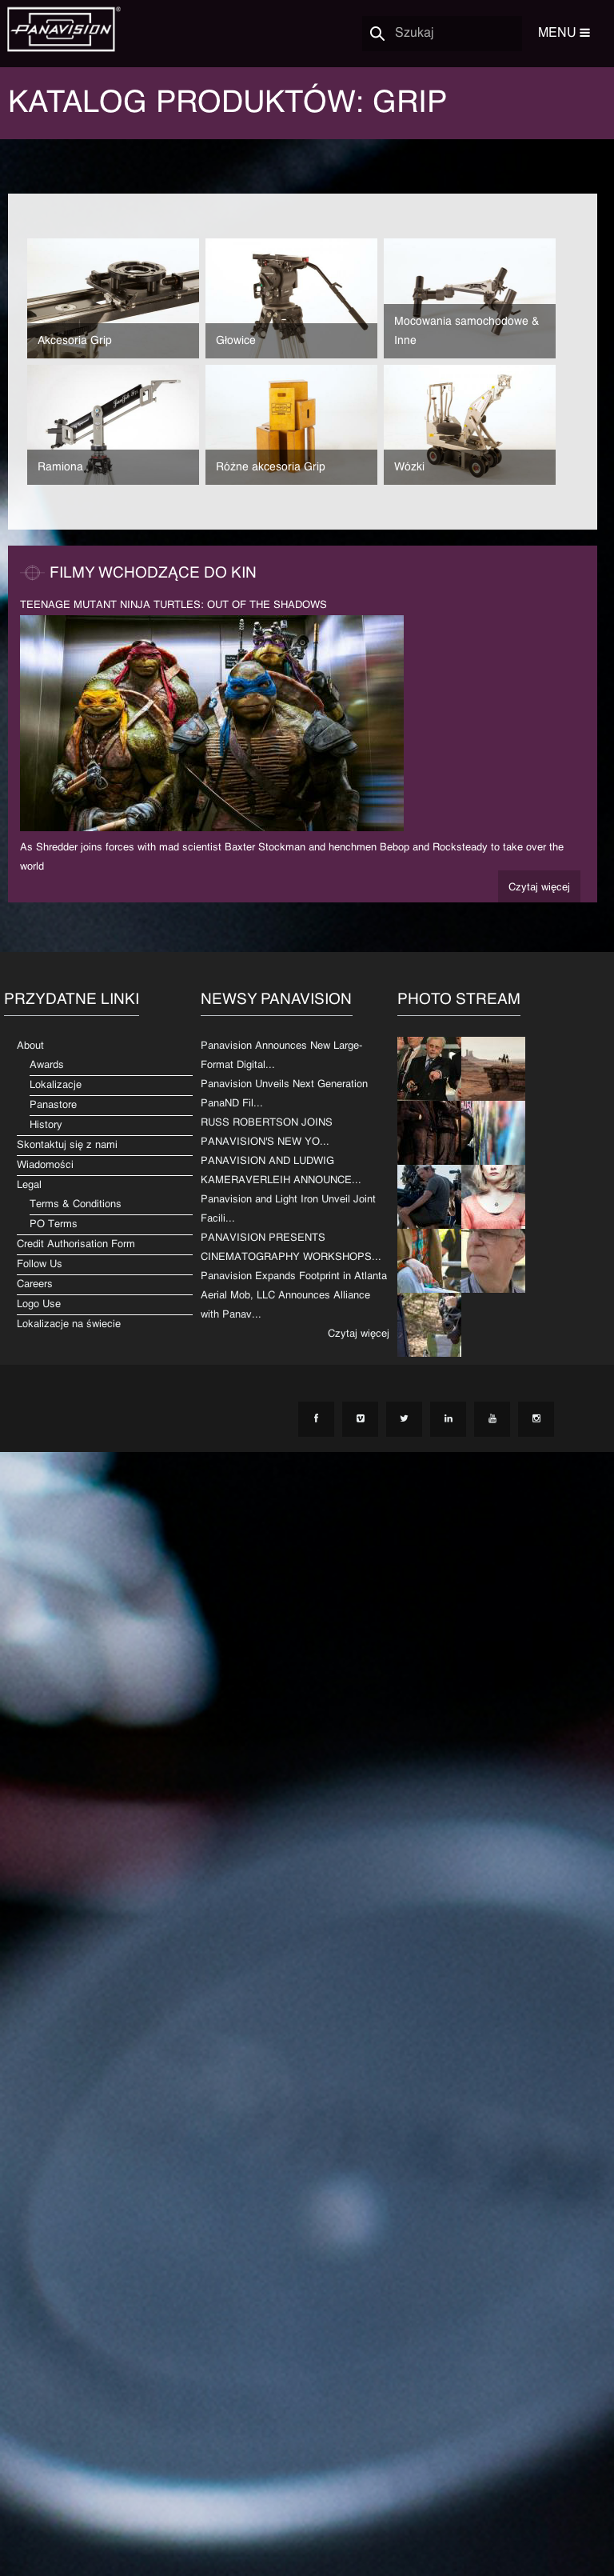 PANAVISION®
Szukaj
MENU
KATALOG PRODUKTÓW: GRIP
Akcesoria Grip
Głowice
Mocowania samochodowe &
Inne
Ramiona
Różne akcesoria Grip
Wózki
FILMY WCHODZĄCE DO KIN
TEENAGE MUTANT NINJA TURTLES: OUT OF THE SHADOWS
As Shredder joins forces with mad scientist Baxter Stockman and henchmen Bebop and Rocksteady to take over the
world
Czytaj więcej
PRZYDATNE LINKI
About
Awards
Lokalizacje
Panastore
History
Skontaktuj się z nami
Wiadomości
Legal
Terms & Conditions
PO Terms
Credit Authorisation Form
Follow Us
Careers
Logo Use
Lokalizacje na świecie
NEWSY PANAVISION
Panavision Announces New Large-
Format Digital...
Panavision Unveils Next Generation
PanaND Fil...
RUSS ROBERTSON JOINS
PANAVISION'S NEW YO...
PANAVISION AND LUDWIG
KAMERAVERLEIH ANNOUNCE...
Panavision and Light Iron Unveil Joint
Facili...
PANAVISION PRESENTS
CINEMATOGRAPHY WORKSHOPS...
Panavision Expands Footprint in Atlanta
Aerial Mob, LLC Announces Alliance
with Panav...
Czytaj więcej
PHOTO STREAM